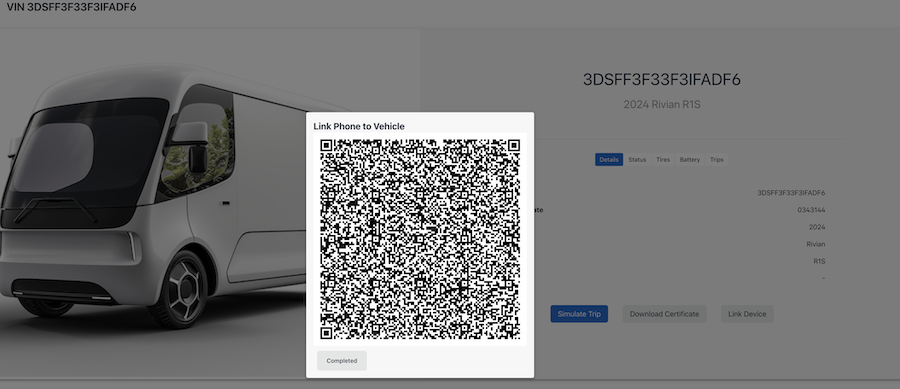 VIN 3DSFF3F33F3IFADF6
3DSFF3F33F3IFADF6
2024 Rivian R1S
Link Phone to Vehicle
Details Status Tires Battery Trips
3DSFF3F33F3IFADF6
0343144
2024
Rivian
R1S
-
Simulate Trip Download Certificate Link Device
Completed